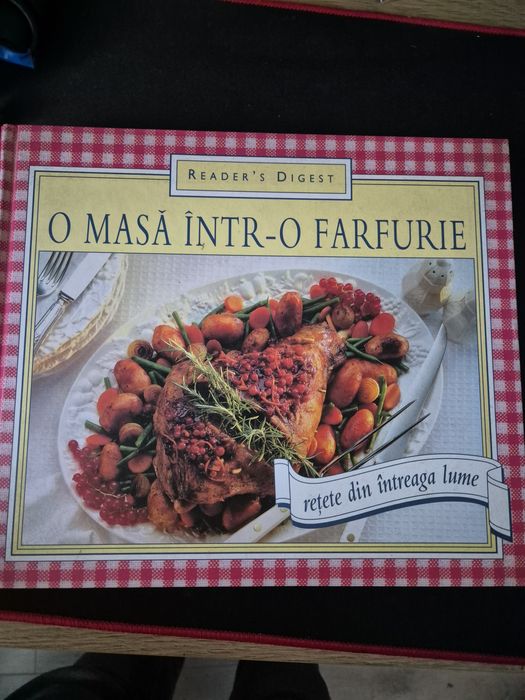 READER'S DIGEST
O MASĂ ÎNTR-O FARFURIE
rețete din întreaga lume